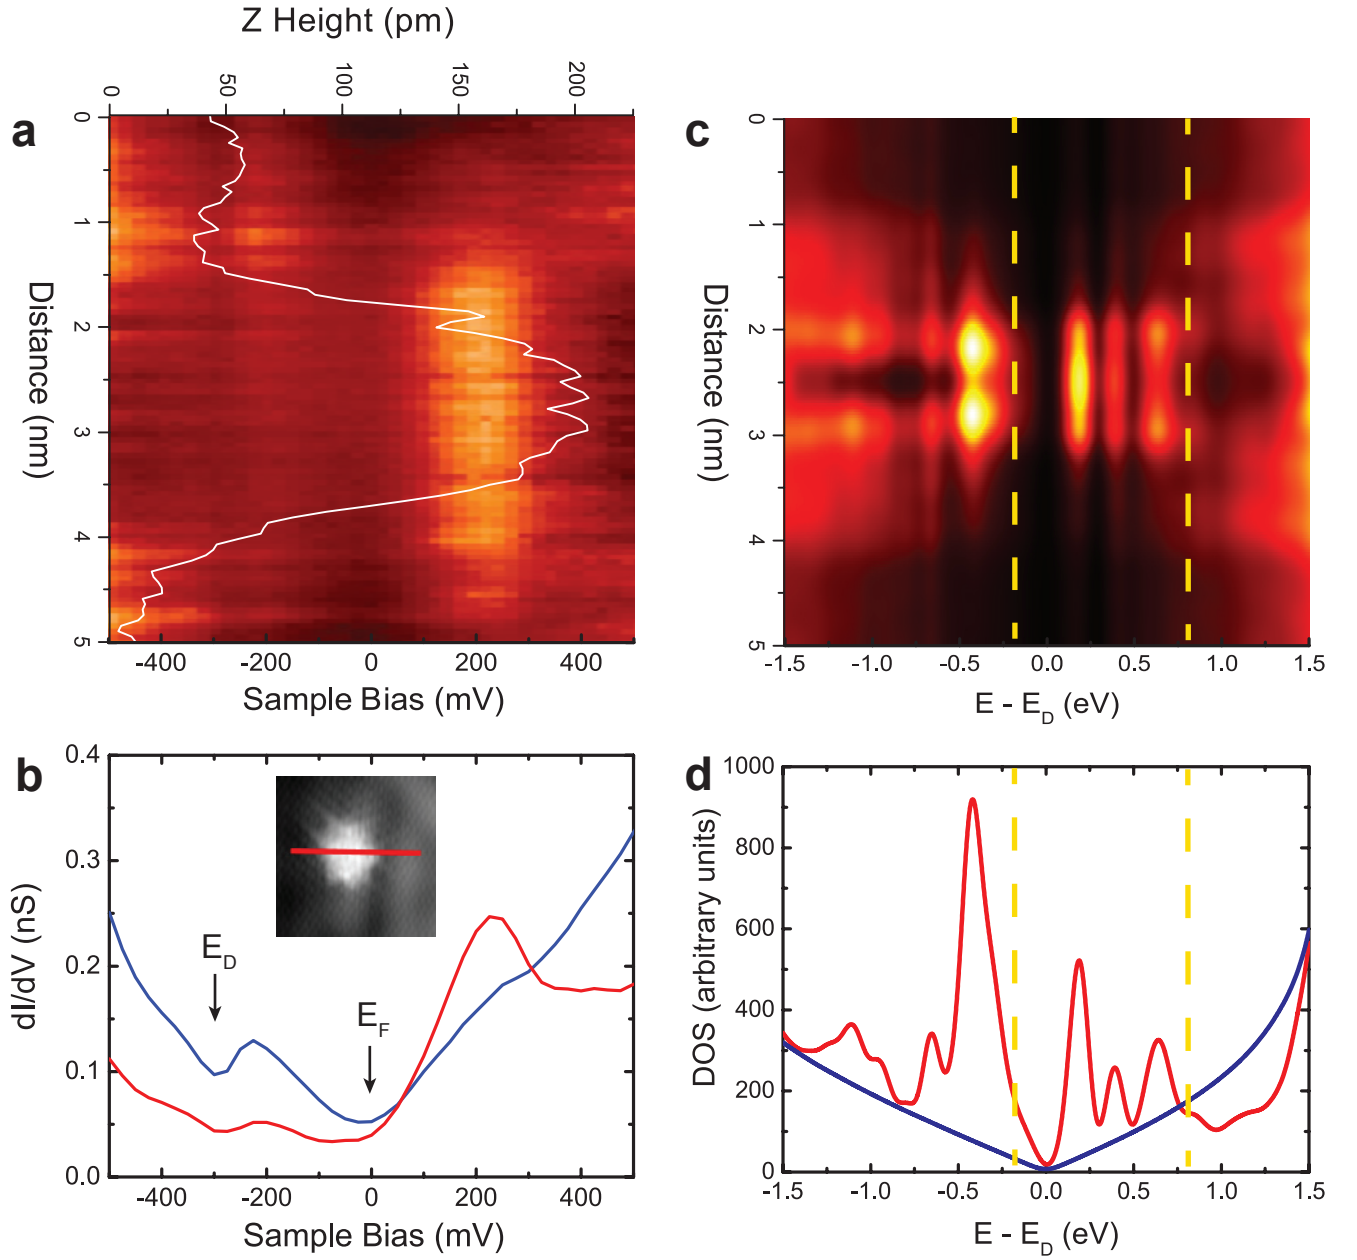 Z Height (pm)
0 50 100 150 200
a
0
1
2
3
4
5
Distance (nm)
-400 -200 0 200 400
Sample Bias (mV)
c
0
1
2
3
4
5
Distance (nm)
-1.5 -1.0 -0.5 0.0 0.5 1.0 1.5
E - E_D (eV)
b
0.4
0.3
0.2
0.1
0.0
dI/dV (nS)
E_D
E_F
-400 -200 0 200 400
Sample Bias (mV)
d
1000
800
600
400
200
0
DOS (arbitrary units)
-1.5 -1.0 -0.5 0.0 0.5 1.0 1.5
E - E_D (eV)